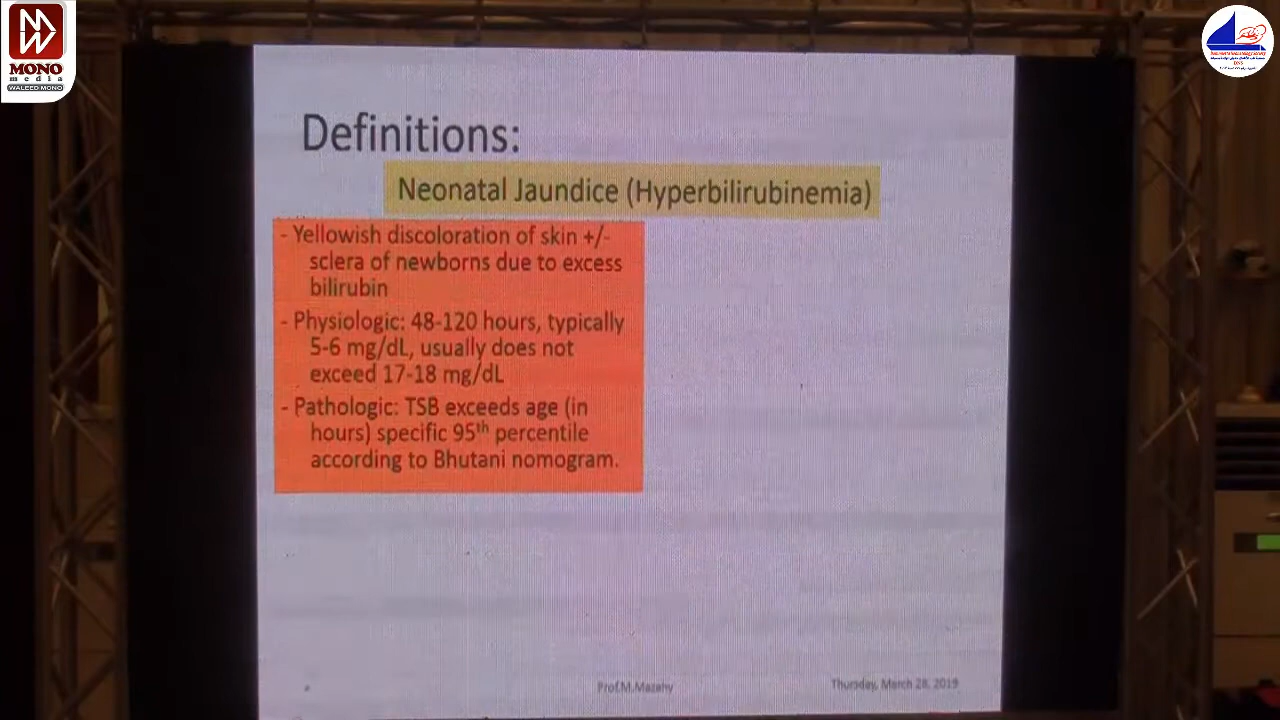 MONO
media
WALEED MONO
DNS
Definitions:
Neonatal Jaundice (Hyperbilirubinemia)
- Yellowish discoloration of skin +/-
sclera of newborns due to excess
bilirubin
- Physiologic: 48-120 hours, typically
5-6 mg/dL, usually does not
exceed 17-18 mg/dL
- Pathologic: TSB exceeds age (in
hours) specific 95th percentile
according to Bhutani nomogram.
Prof.M.Mazahy
Thursday, March 28, 2019